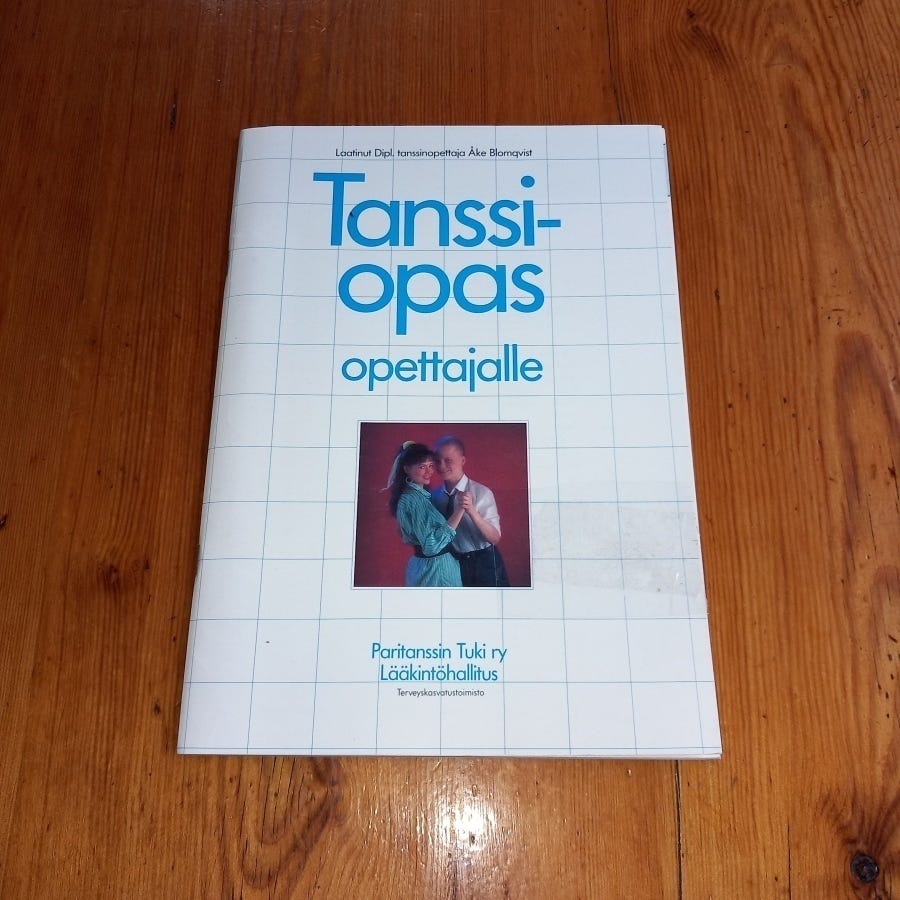 Laatinut Dipl. tanssinopettaja Åke Blomqvist
Tanssi-
opas
opettajalle
Paritanssin Tuki ry
Lääkintöhallitus
Terveyskasvatustoimisto